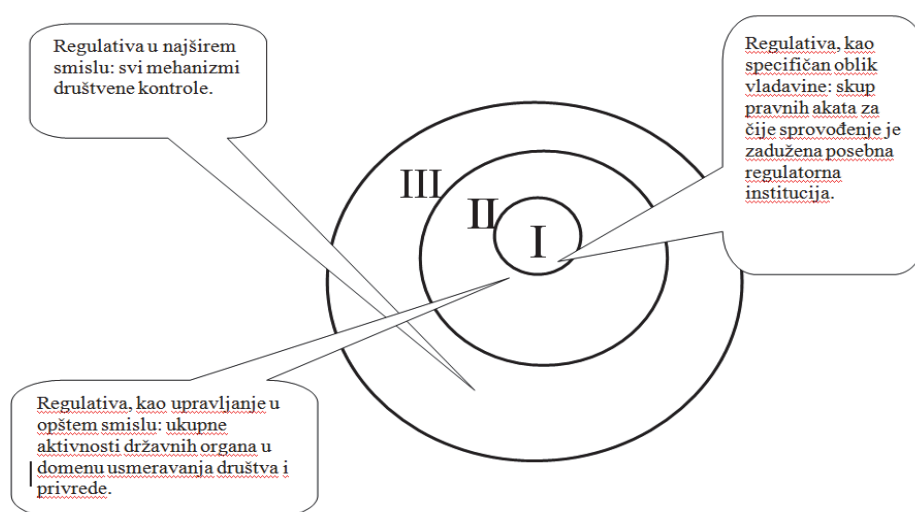 Regulativa u najširem
smislu: svi mehanizmi
društvene kontrole.
Regulativa, kao
specifičan oblik
vladavine: skup
pravnih akata za
čije sprovođenje je
zadužena posebna
regulatorna
institucija.
III
II
I
Regulativa, kao upravljanje u
opštem smislu: ukupne
aktivnosti državnih organa u
domenu usmeravanja društva i
privrede.